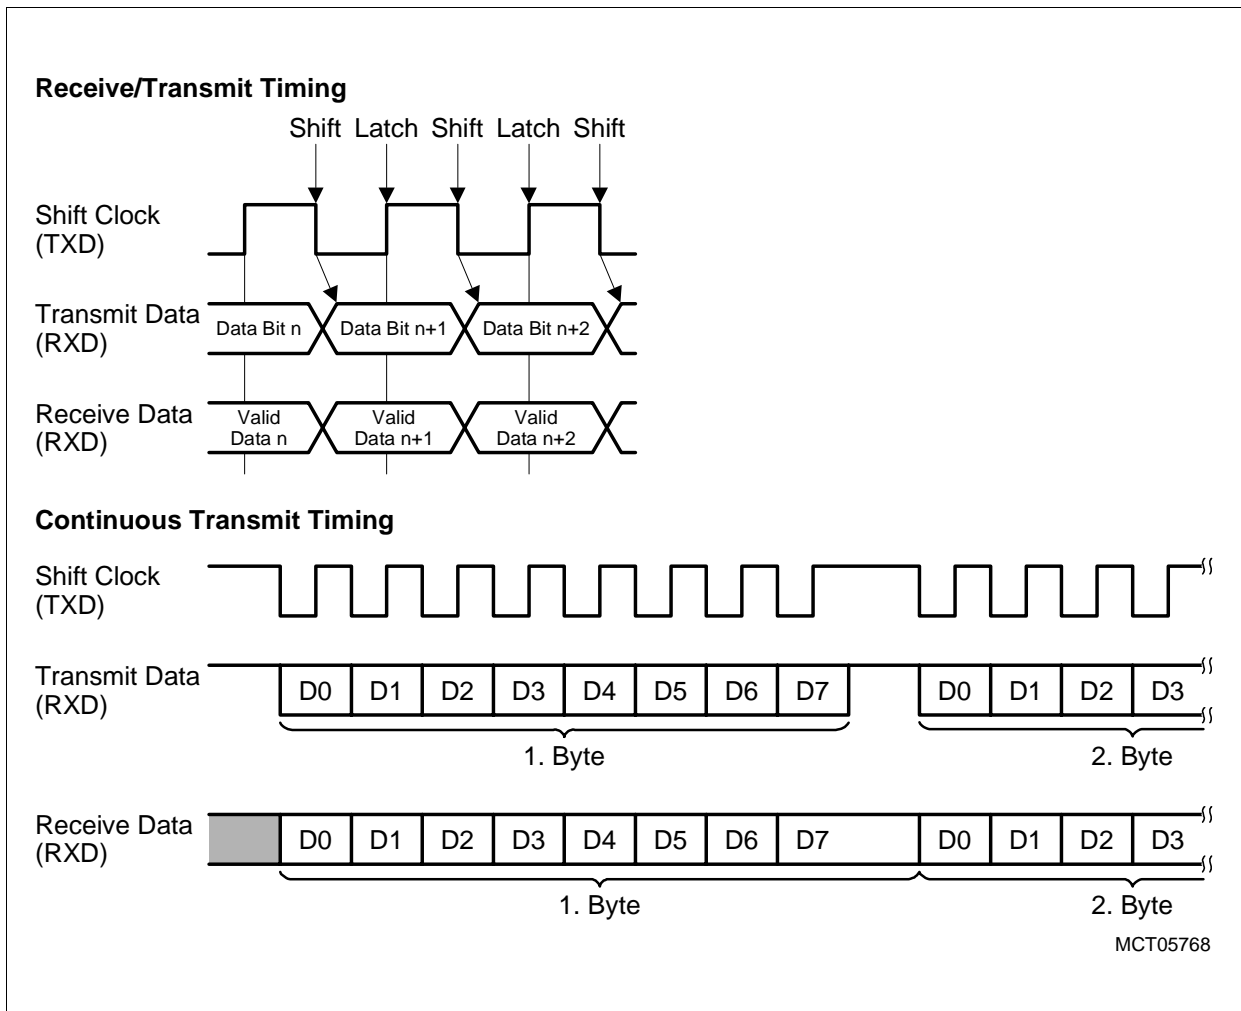 Receive/Transmit Timing
Shift Latch Shift Latch Shift
Shift Clock
(TXD)
Transmit Data
(RXD)
Data Bit n
Data Bit n+1
Data Bit n+2
Receive Data
(RXD)
Valid
Data n
Valid
Data n+1
Valid
Data n+2
Continuous Transmit Timing
Shift Clock
(TXD)
Transmit Data
(RXD)
D0 D1 D2 D3 D4 D5 D6 D7 D0 D1 D2 D3
1. Byte 2. Byte
Receive Data
(RXD)
D0 D1 D2 D3 D4 D5 D6 D7 D0 D1 D2 D3
1. Byte 2. Byte
MCT05768